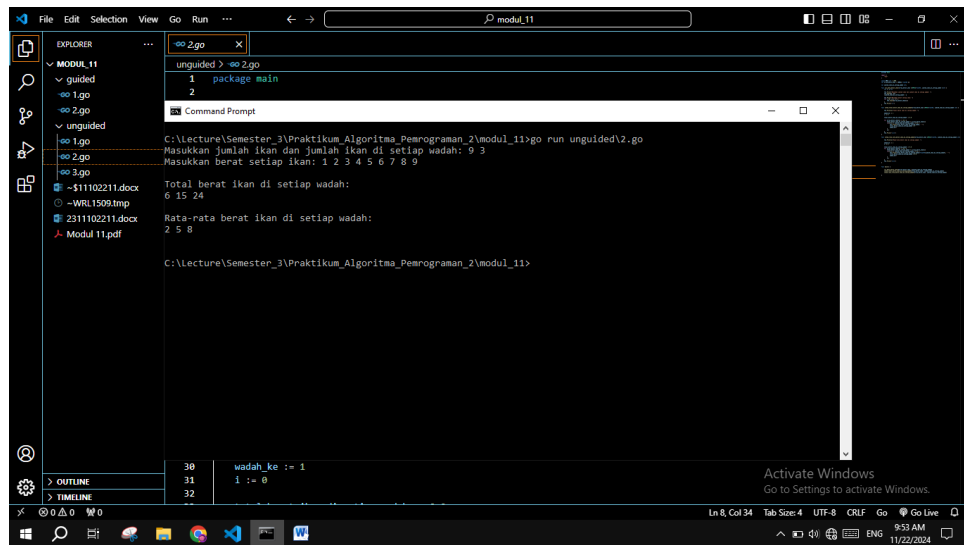 File Edit Selection View Go Run ··· ← → modul_11
EXPLORER ···
MODUL_11
guided
1.go
2.go
unguided
1.go
2.go
3.go
~$11102211.docx
~WRL1509.tmp
2311102211.docx
Modul 11.pdf
OUTLINE
TIMELINE
2.go
unguided > 2.go
1 package main
2
Command Prompt
C:\Lecture\Semester_3\Praktikum_Algoritma_Pemrograman_2\modul_11>go run unguided\2.go
Masukkan jumlah ikan dan jumlah ikan di setiap wadah: 9 3
Masukkan berat setiap ikan: 1 2 3 4 5 6 7 8 9
Total berat ikan di setiap wadah:
6 15 24
Rata-rata berat ikan di setiap wadah:
2 5 8
C:\Lecture\Semester_3\Praktikum_Algoritma_Pemrograman_2\modul_11>
30 wadah_ke := 1
31 i := 0
32
Activate Windows
Go to Settings to activate Windows.
0 0 0 Ln 8, Col 34 Tab Size: 4 UTF-8 CRLF Go Go Live
ENG 9:53 AM
11/22/2024